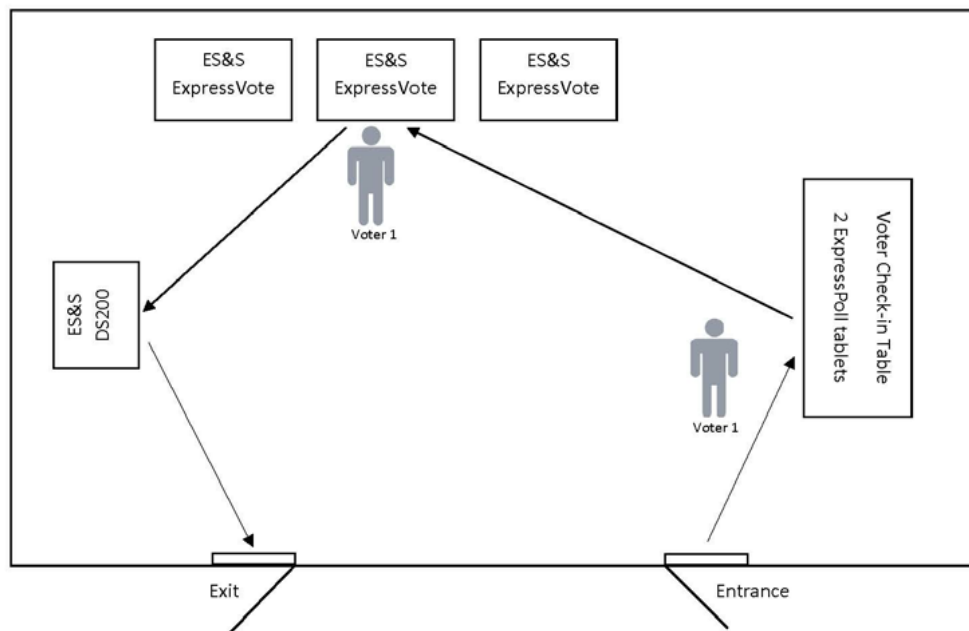 ES&S
ExpressVote
ES&S
ExpressVote
ES&S
ExpressVote
Voter 1
ES&S
DS200
Voter Check-in Table
2 ExpressPoll tablets
Voter 1
Exit
Entrance